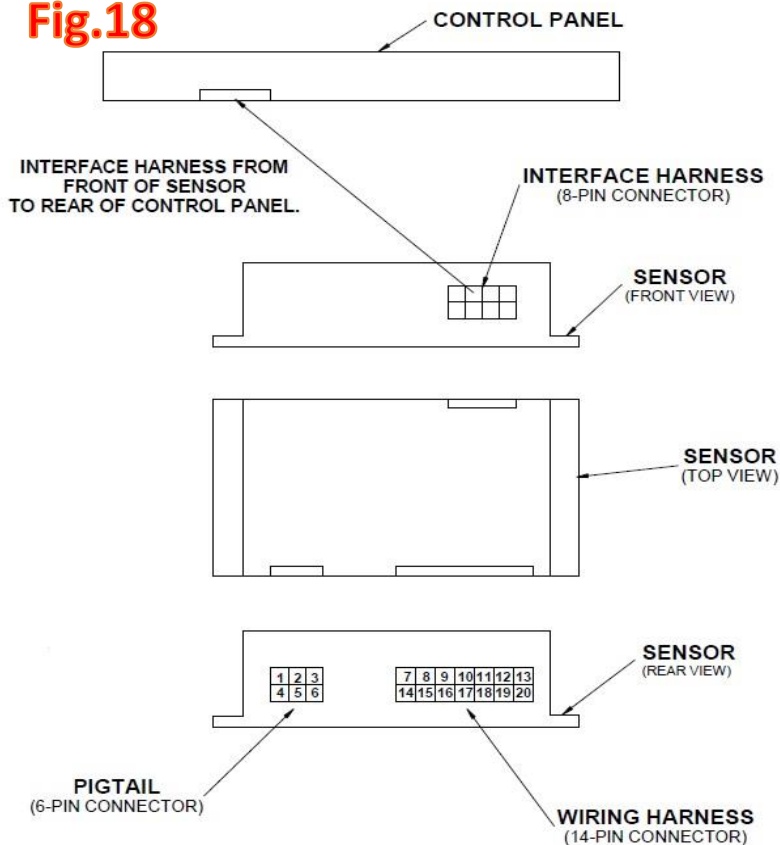 Fig.18
CONTROL PANEL
INTERFACE HARNESS FROM
FRONT OF SENSOR
TO REAR OF CONTROL PANEL.
INTERFACE HARNESS
(8-PIN CONNECTOR)
SENSOR
(FRONT VIEW)
SENSOR
(TOP VIEW)
SENSOR
(REAR VIEW)
1 2 3
4 5 6
7 8 9 10 11 12 13
14 15 16 17 18 19 20
PIGTAIL
(6-PIN CONNECTOR)
WIRING HARNESS
(14-PIN CONNECTOR)